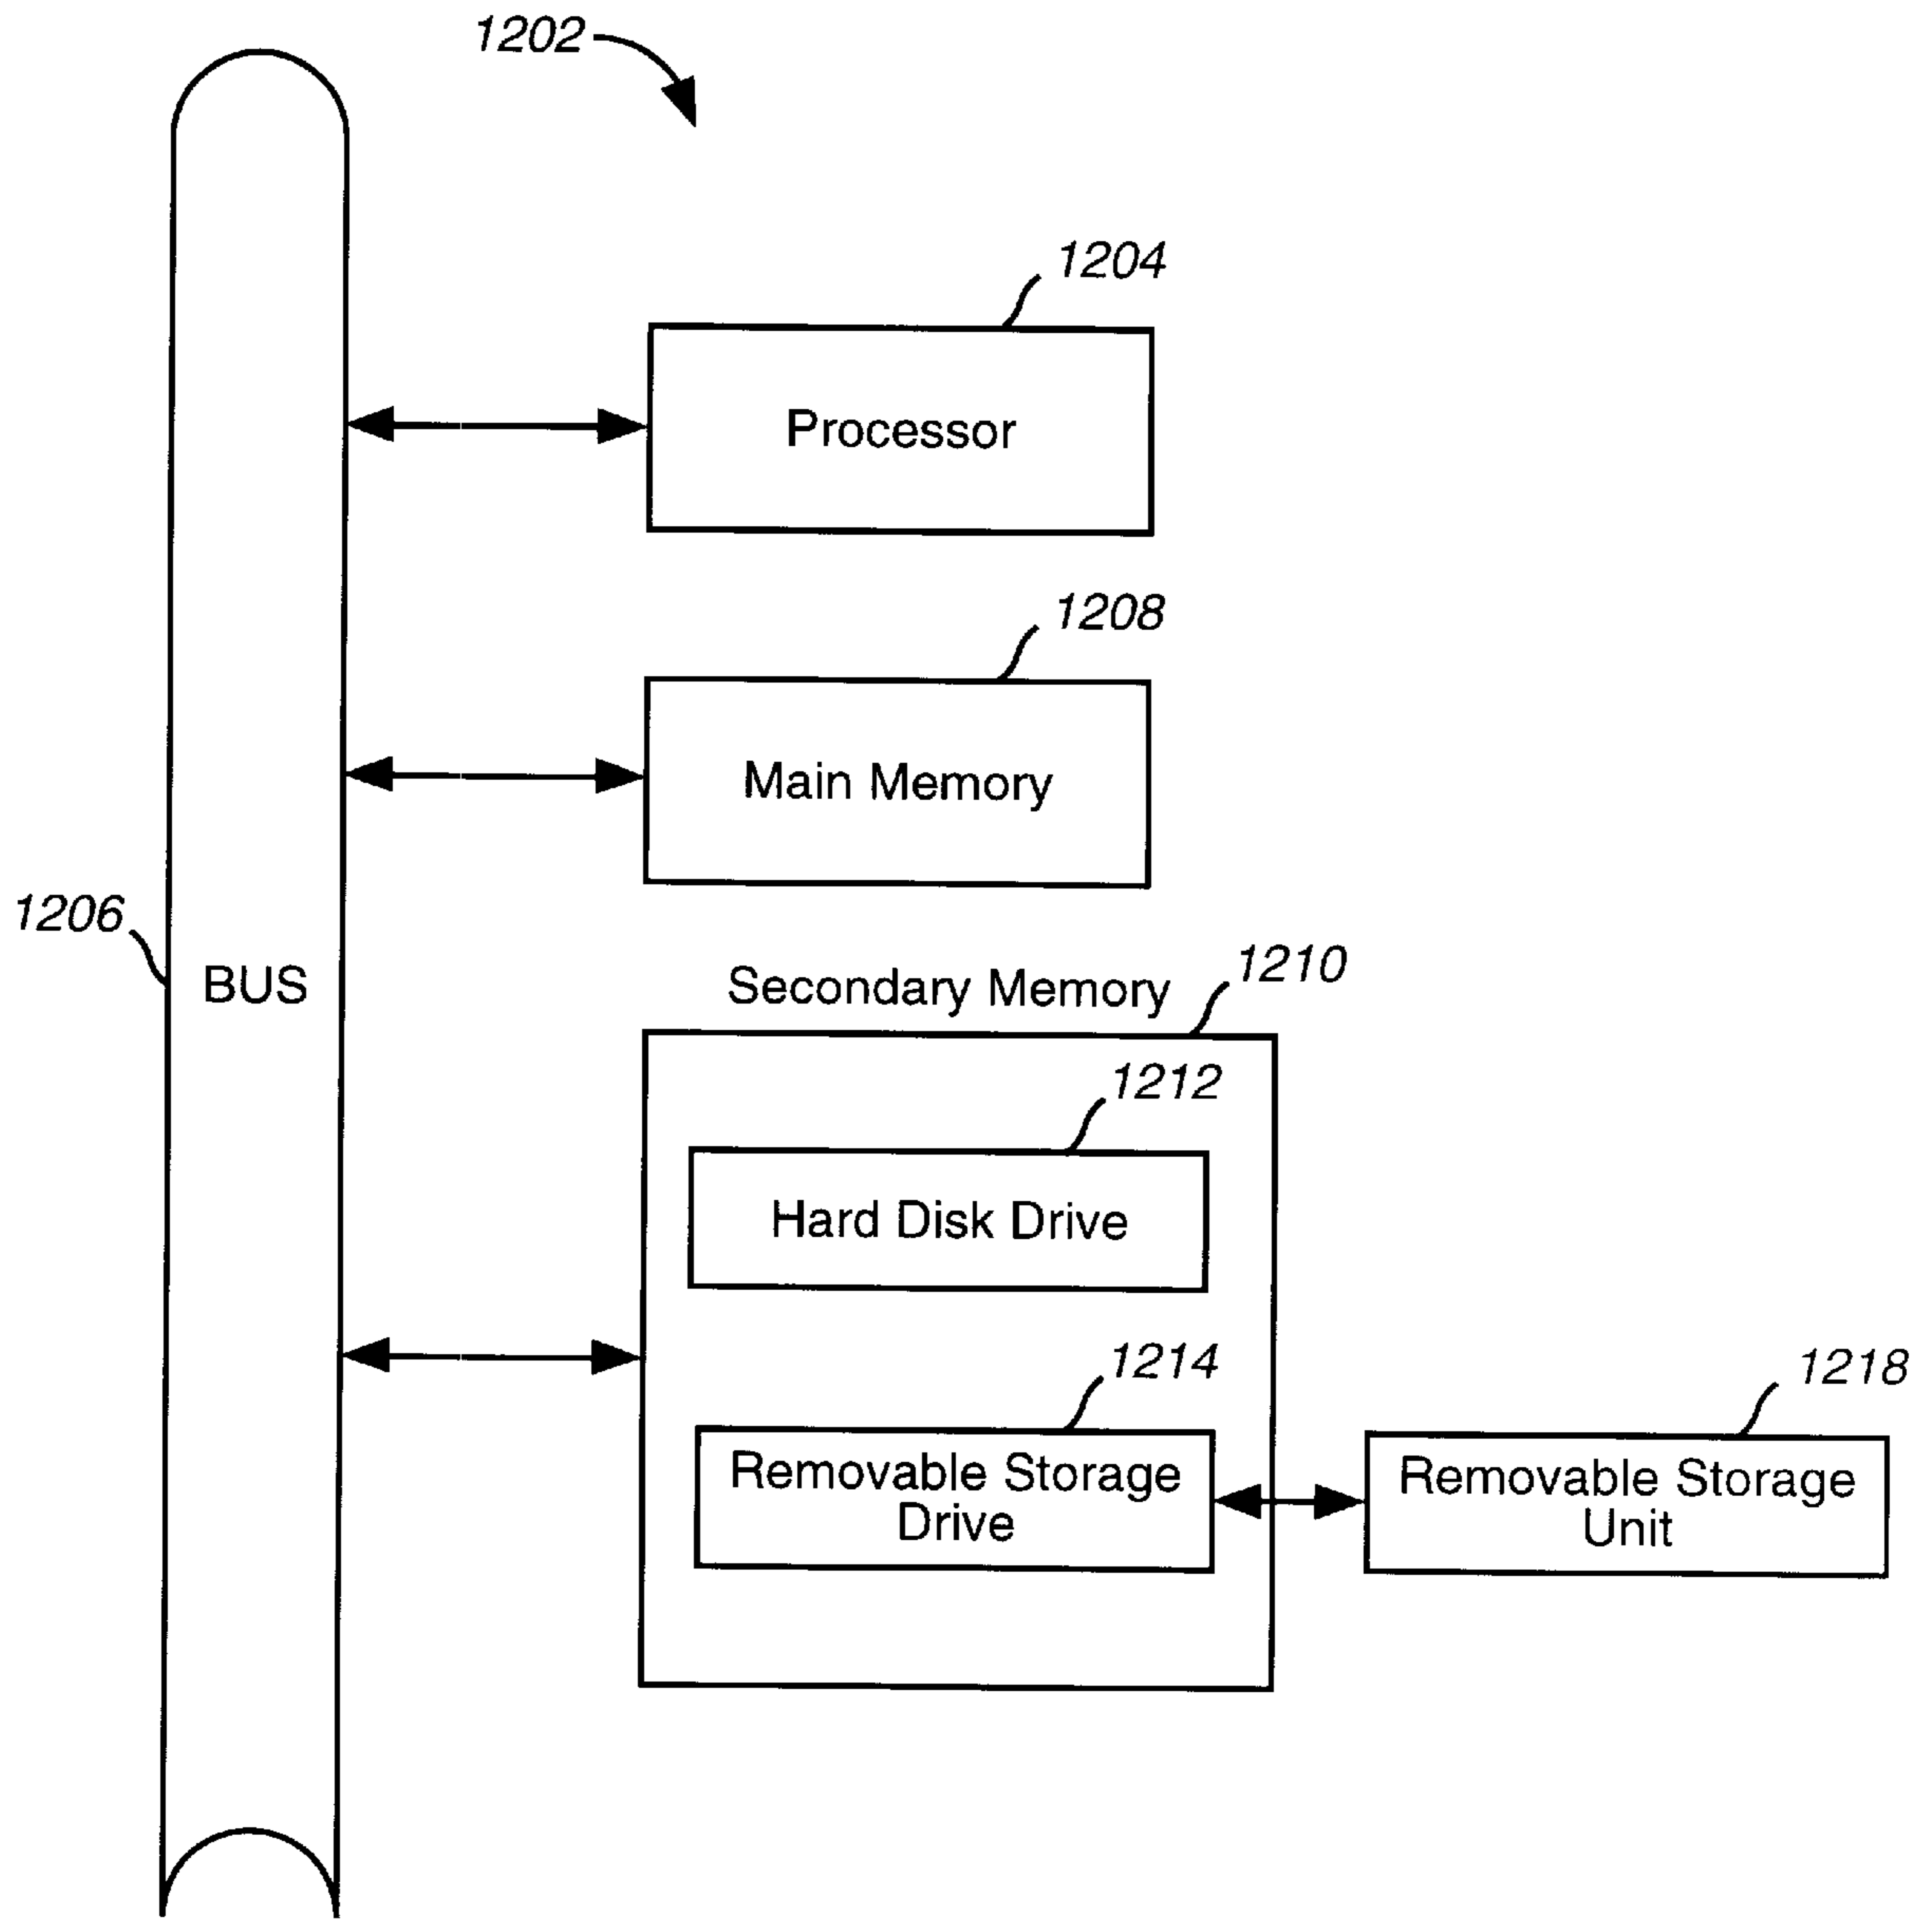 1202
1204
Processor
1208
Main Memory
1206
BUS
Secondary Memory
1210
1212
Hard Disk Drive
1214
Removable Storage
Drive
1218
Removable Storage
Unit